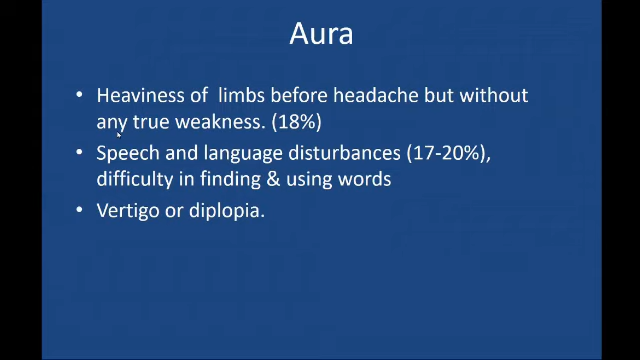 Aura
• Heaviness of limbs before headache but without
any true weakness. (18%)
• Speech and language disturbances (17-20%),
difficulty in finding & using words
• Vertigo or diplopia.